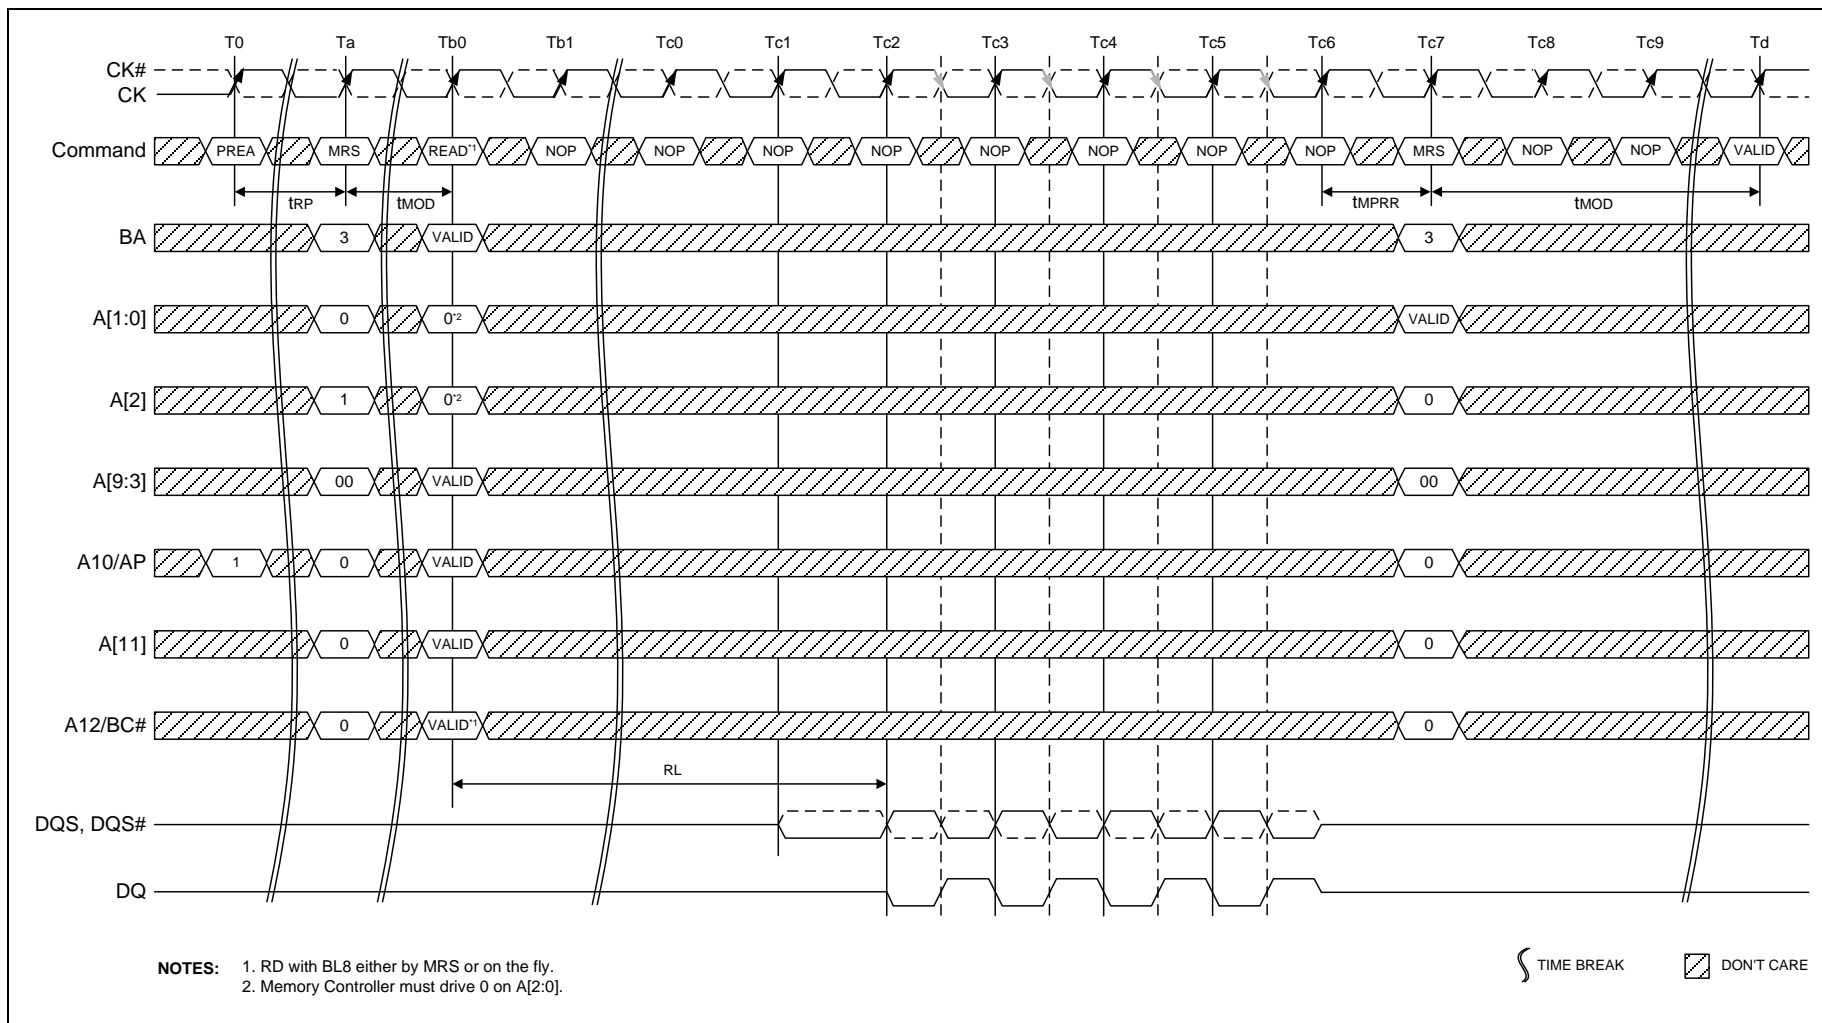 T0 Ta Tb0 Tb1 Tc0 Tc1 Tc2 Tc3 Tc4 Tc5 Tc6 Tc7 Tc8 Tc9 Td
CK#
CK
Command PREA MRS READ*1 NOP NOP NOP NOP NOP NOP NOP NOP MRS NOP NOP VALID
tRP tMOD tMPRR tMOD
BA 3 VALID 3
A[1:0] 0 0*2 VALID
A[2] 1 0*2 0
A[9:3] 00 VALID 00
A10/AP 1 0 VALID 0
A[11] 0 VALID 0
A12/BC# 0 VALID*1 0
RL
DQS, DQS#
DQ
NOTES: 1. RD with BL8 either by MRS or on the fly.
2. Memory Controller must drive 0 on A[2:0].
TIME BREAK DON'T CARE